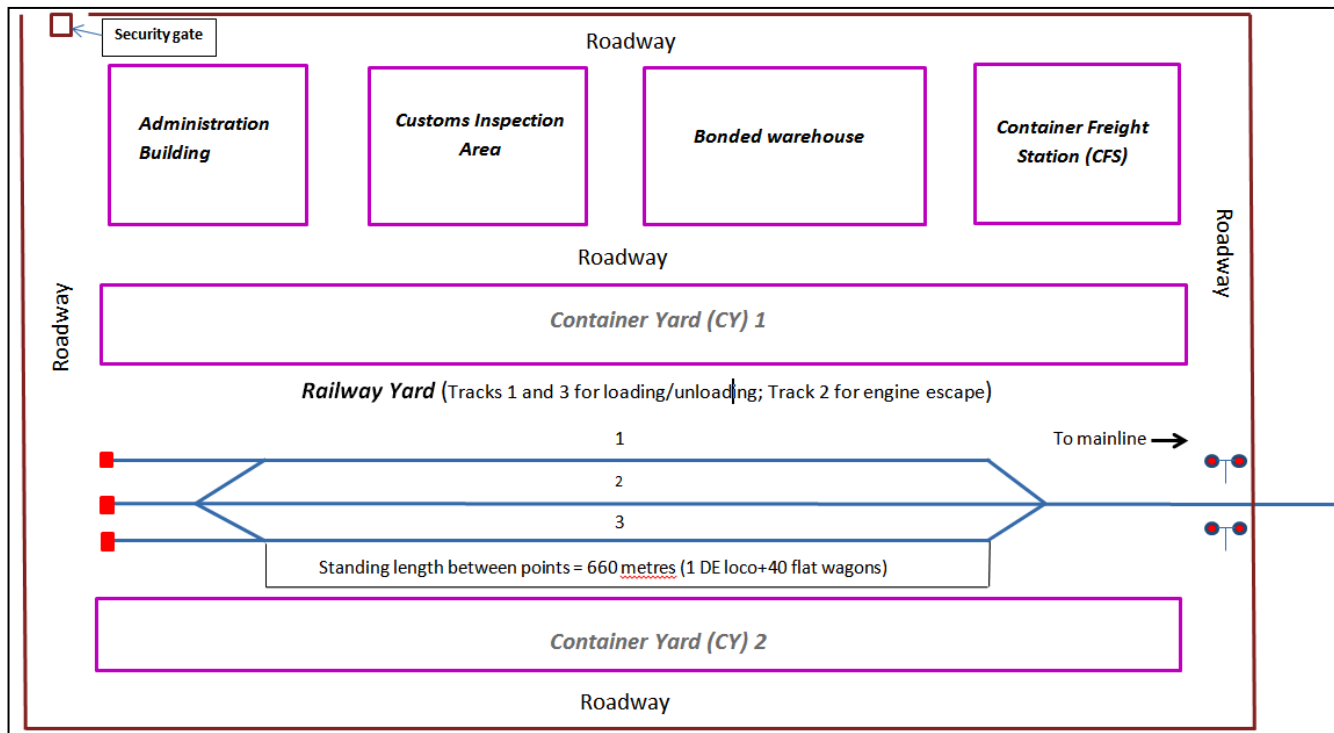 Security gate
Roadway
Administration
Building
Customs Inspection
Area
Bonded warehouse
Container Freight
Station (CFS)
Roadway
Roadway
Roadway
Container Yard (CY) 1
Railway Yard (Tracks 1 and 3 for loading/unloading; Track 2 for engine escape)
1
To mainline
2
3
Standing length between points = 660 metres (1 DE loco+40 flat wagons)
Container Yard (CY) 2
Roadway